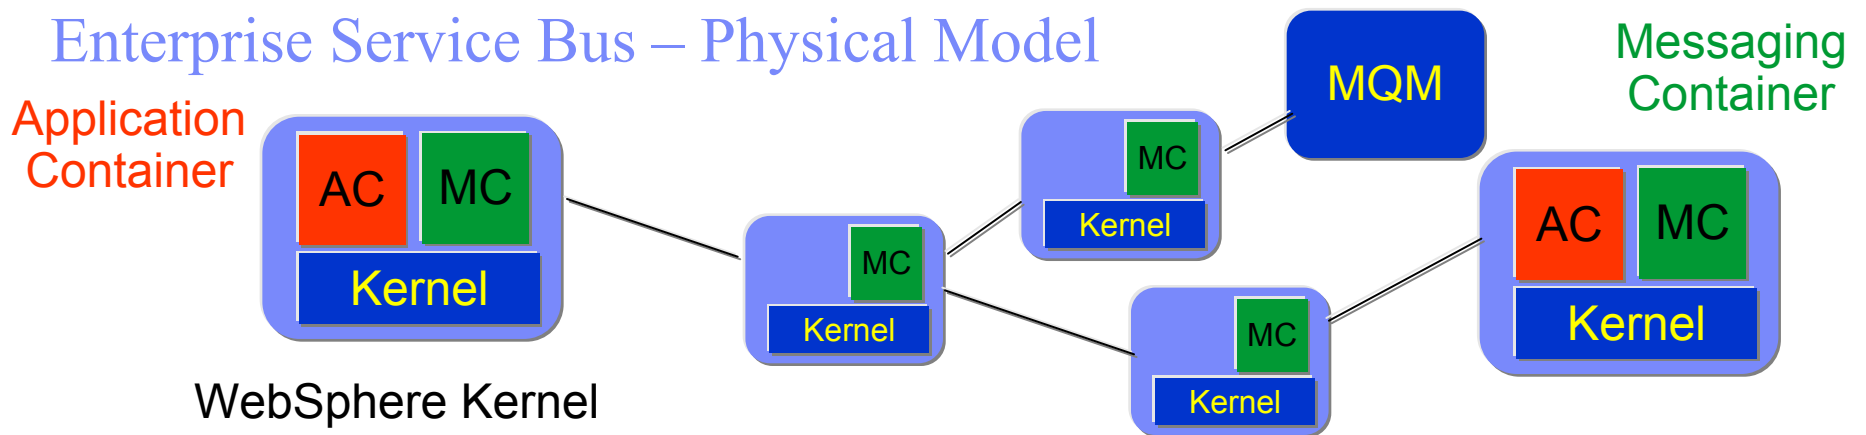 Enterprise Service Bus – Physical Model
Application
Container
AC
MC
Kernel
WebSphere Kernel
MC
Kernel
MC
Kernel
MQM
MC
Kernel
Messaging
Container
AC
MC
Kernel